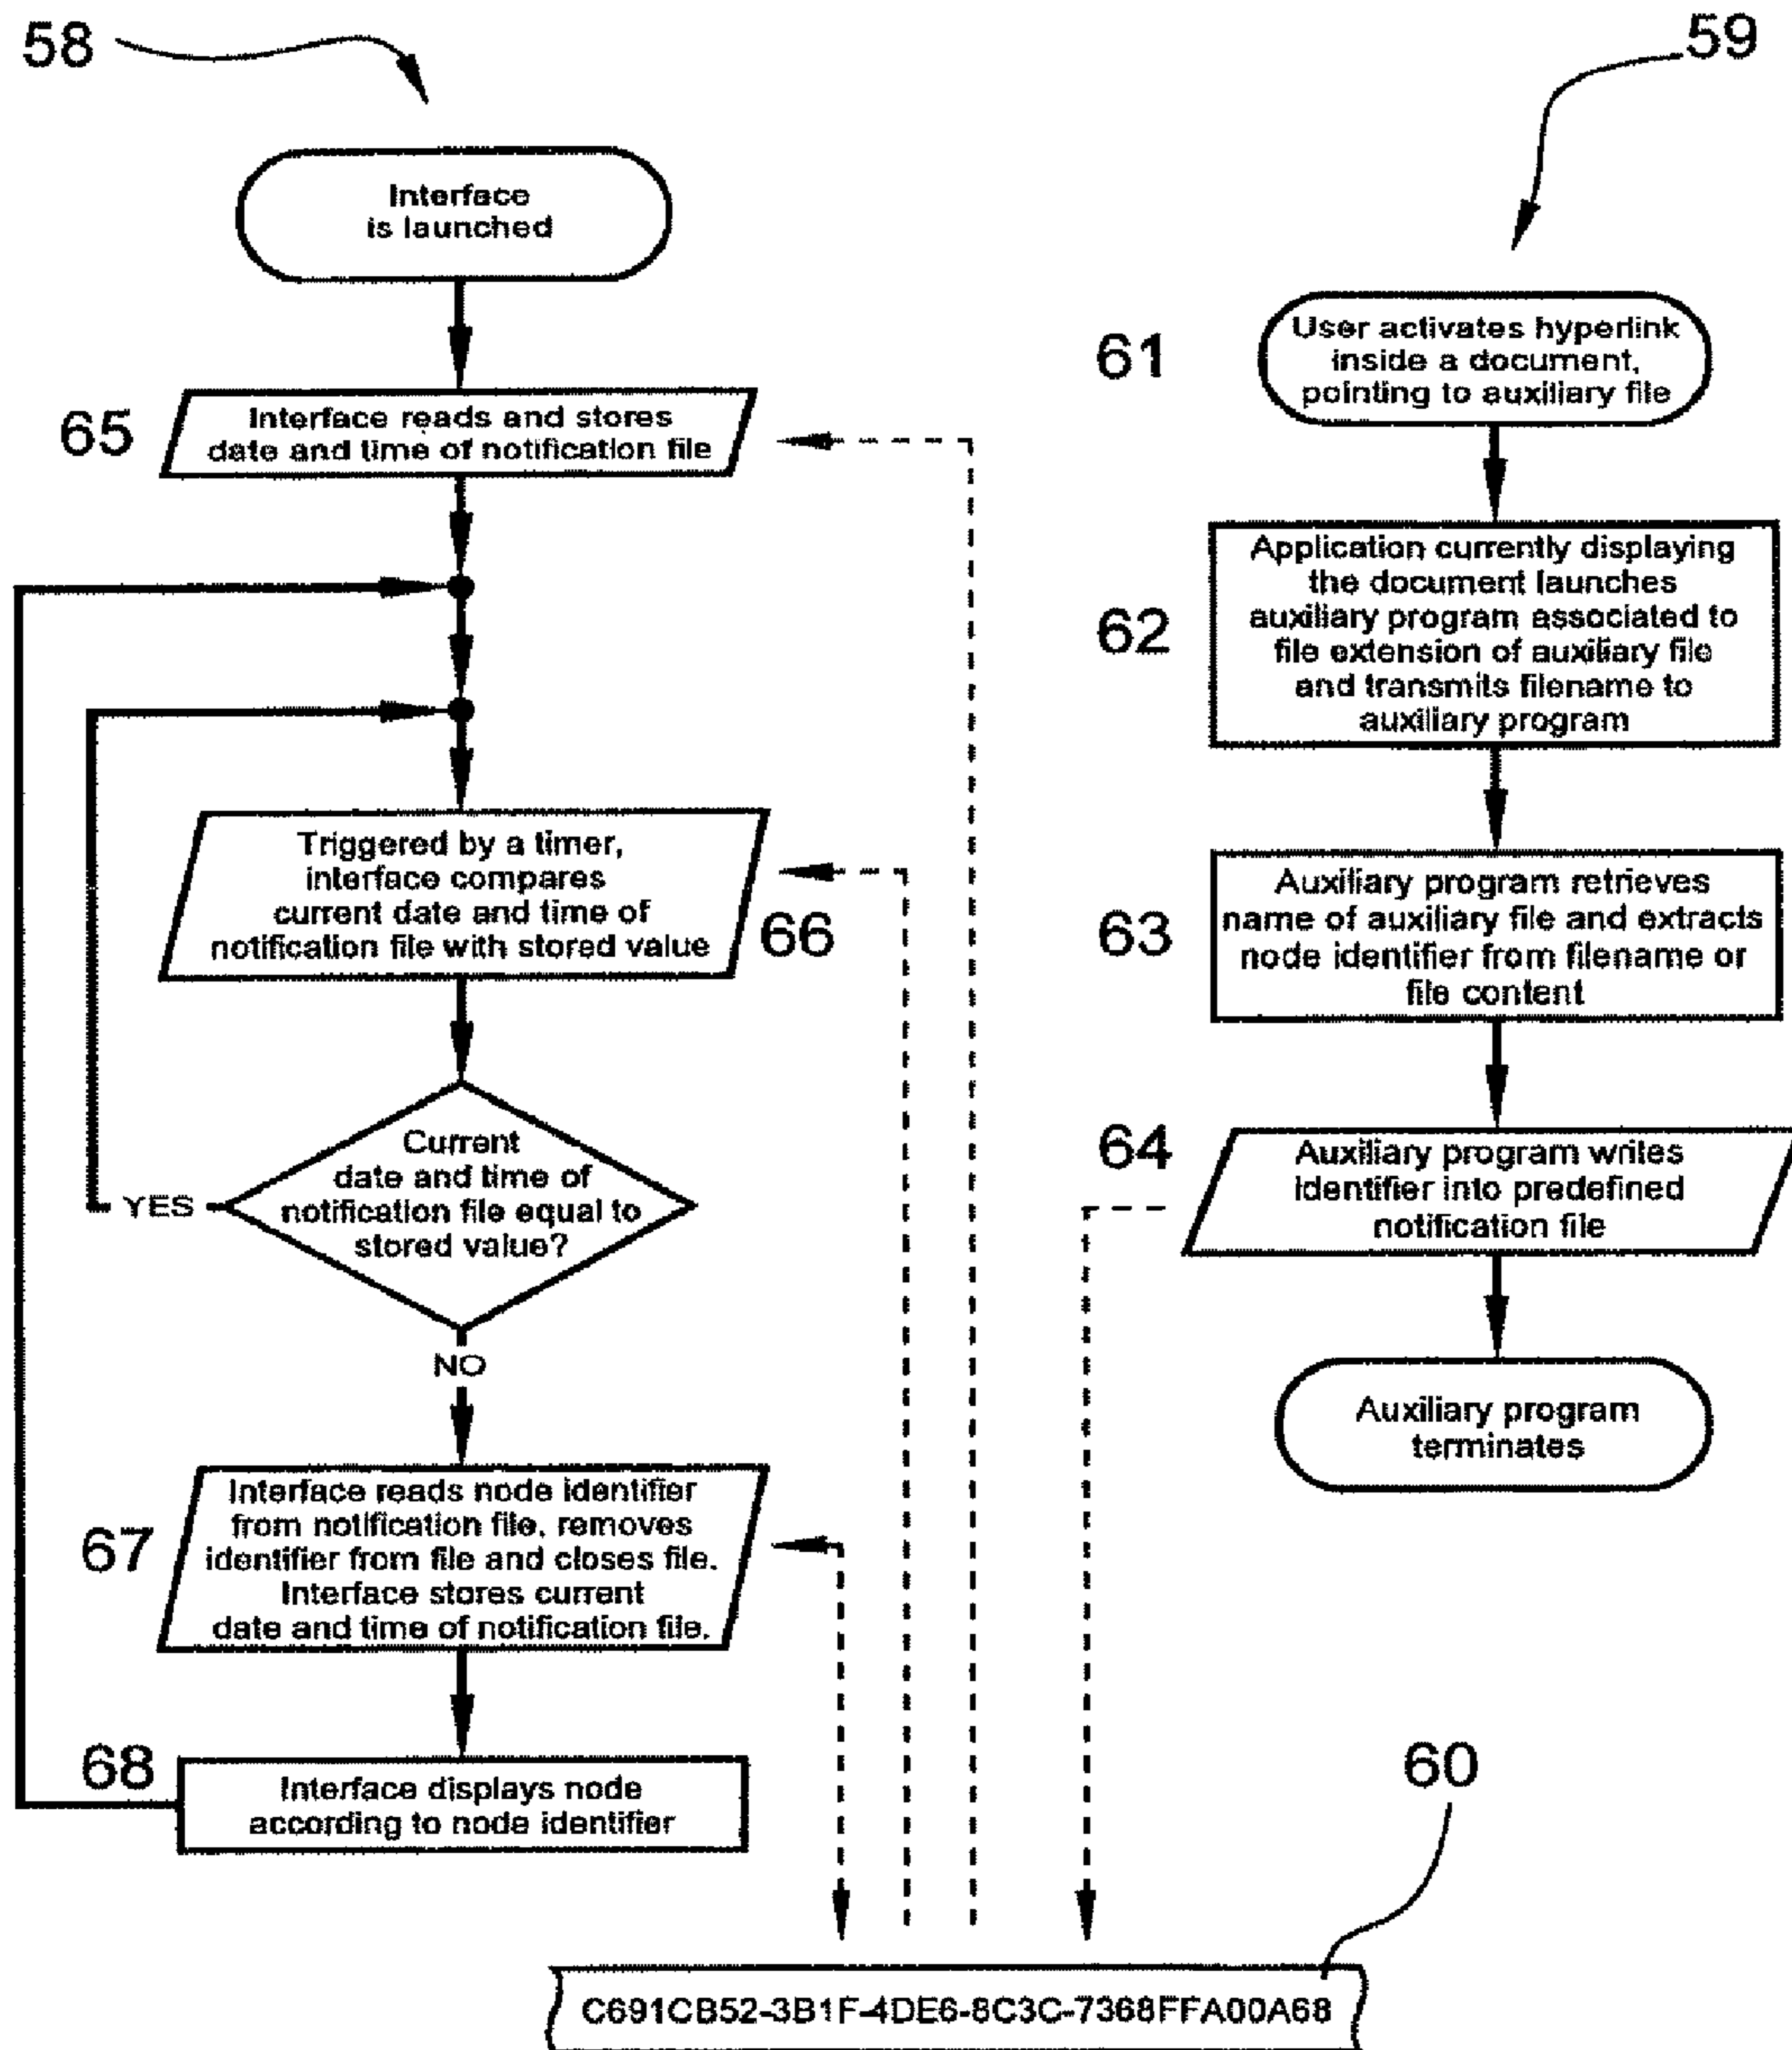 58
Interface
is launched
65
Interface reads and stores
date and time of notification file
Triggered by a timer,
interface compares
current date and time of
notification file with stored value
66
Current
date and time of
notification file equal to
stored value?
YES
NO
67
Interface reads node identifier
from notification file, removes
identifier from file and closes file.
Interface stores current
date and time of notification file.
68
Interface displays node
according to node identifier
59
61
User activates hyperlink
inside a document,
pointing to auxiliary file
62
Application currently displaying
the document launches
auxiliary program associated to
file extension of auxiliary file
and transmits filename to
auxiliary program
63
Auxiliary program retrieves
name of auxiliary file and extracts
node identifier from filename or
file content
64
Auxiliary program writes
identifier into predefined
notification file
Auxiliary program
terminates
60
C691CB52-3B1F-4DE6-8C3C-7368FFA00A68